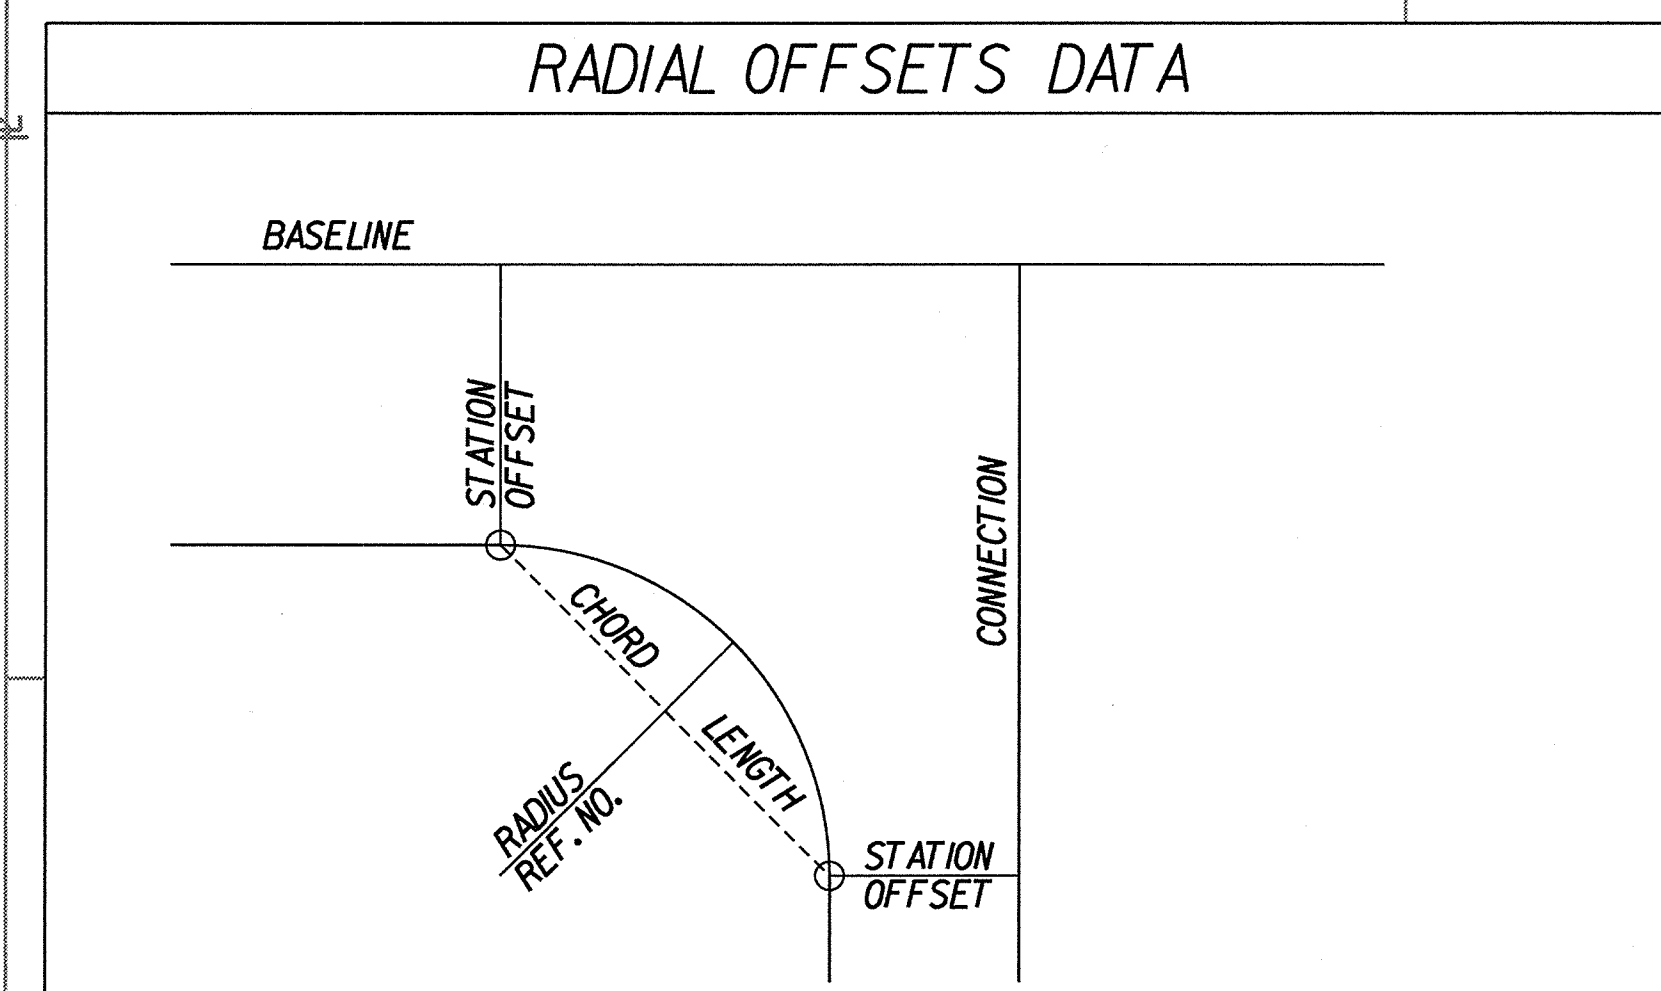 RADIAL OFFSETS DATA
BASELINE
STATION
OFFSET
CONNECTION
CHORD LENGTH
RADIUS
REF. NO.
STATION
OFFSET